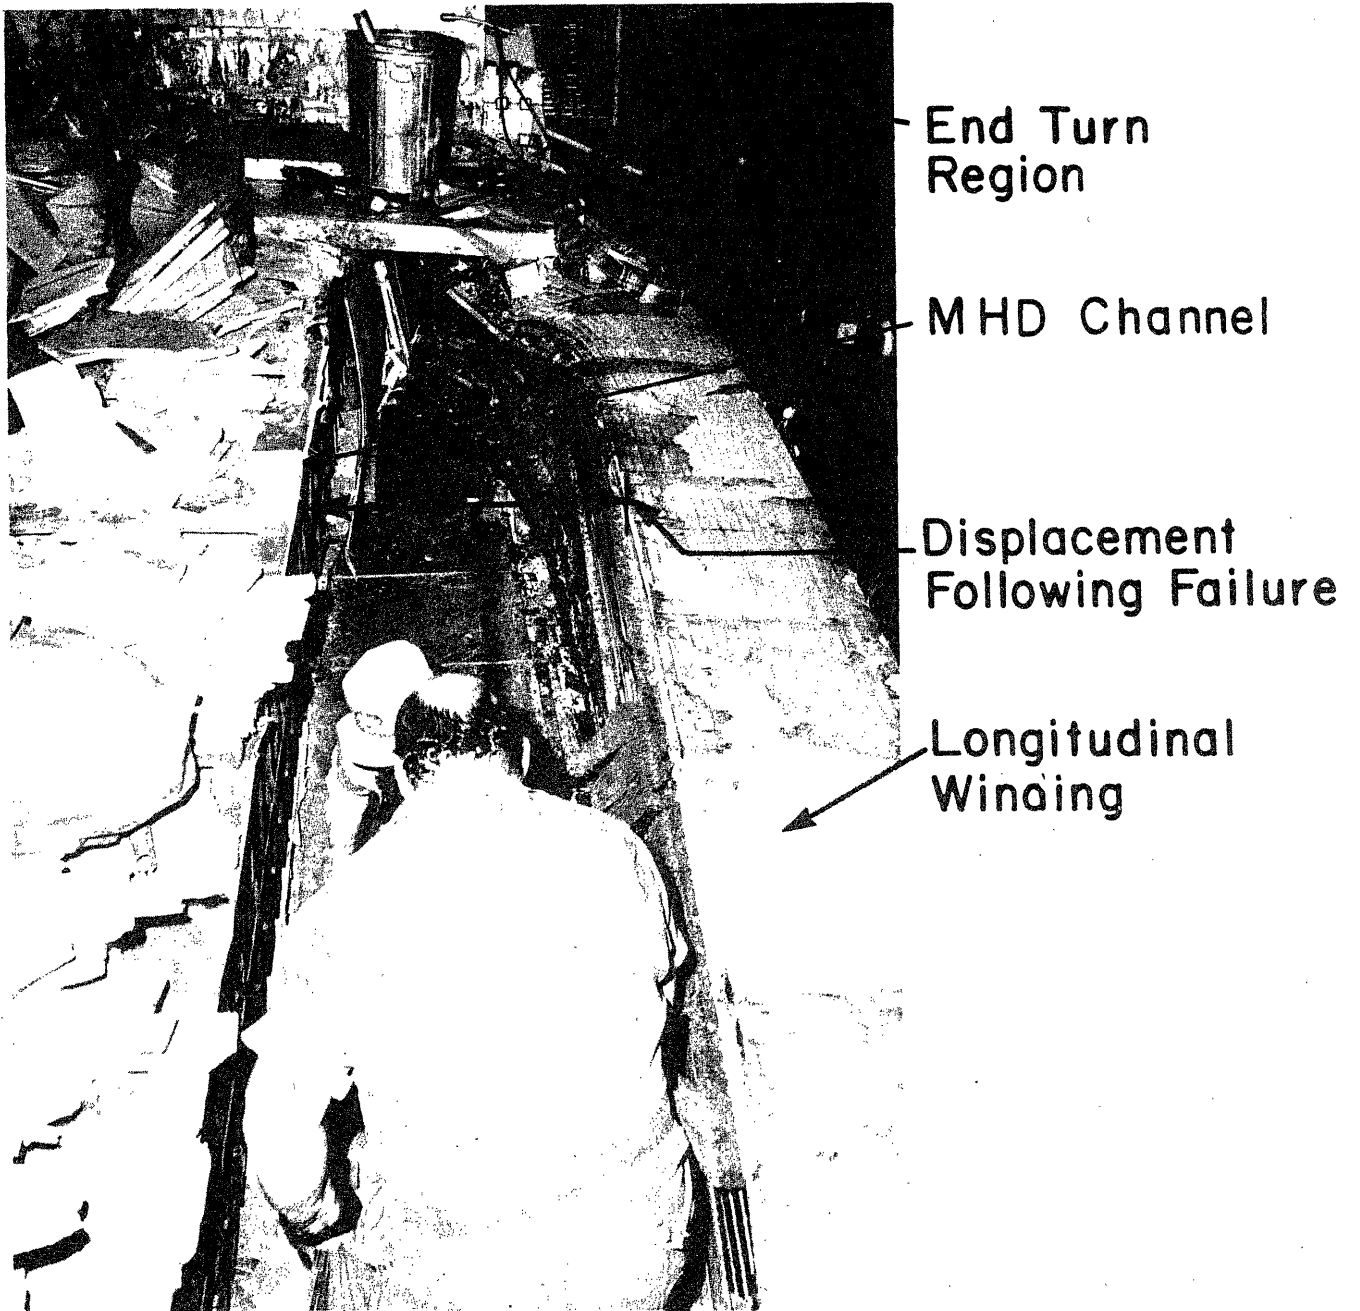 End Turn
Region
MHD Channel
Displacement
Following Failure
Longitudinal
Winding